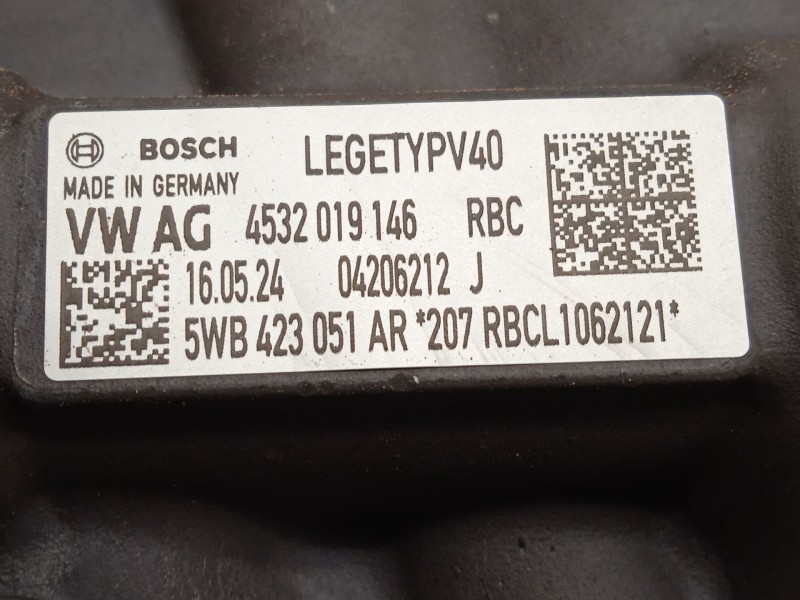 BOSCH LEGETYPV40
MADE IN GERMANY
VW AG 4532 019 146 RBC
16.05.24 04206212 J
5WB 423 051 AR *207 RBCL1062121*